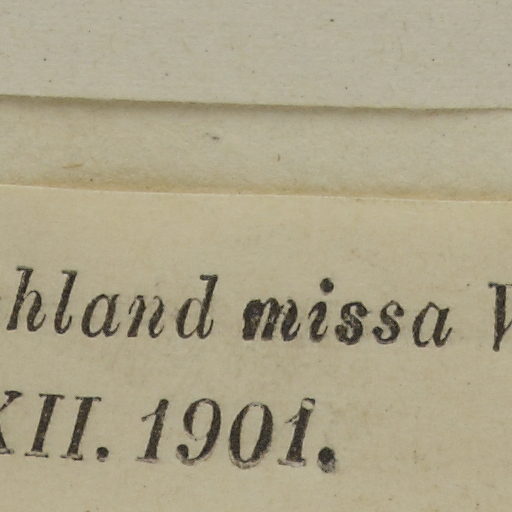 hland missa
XII. 1901.